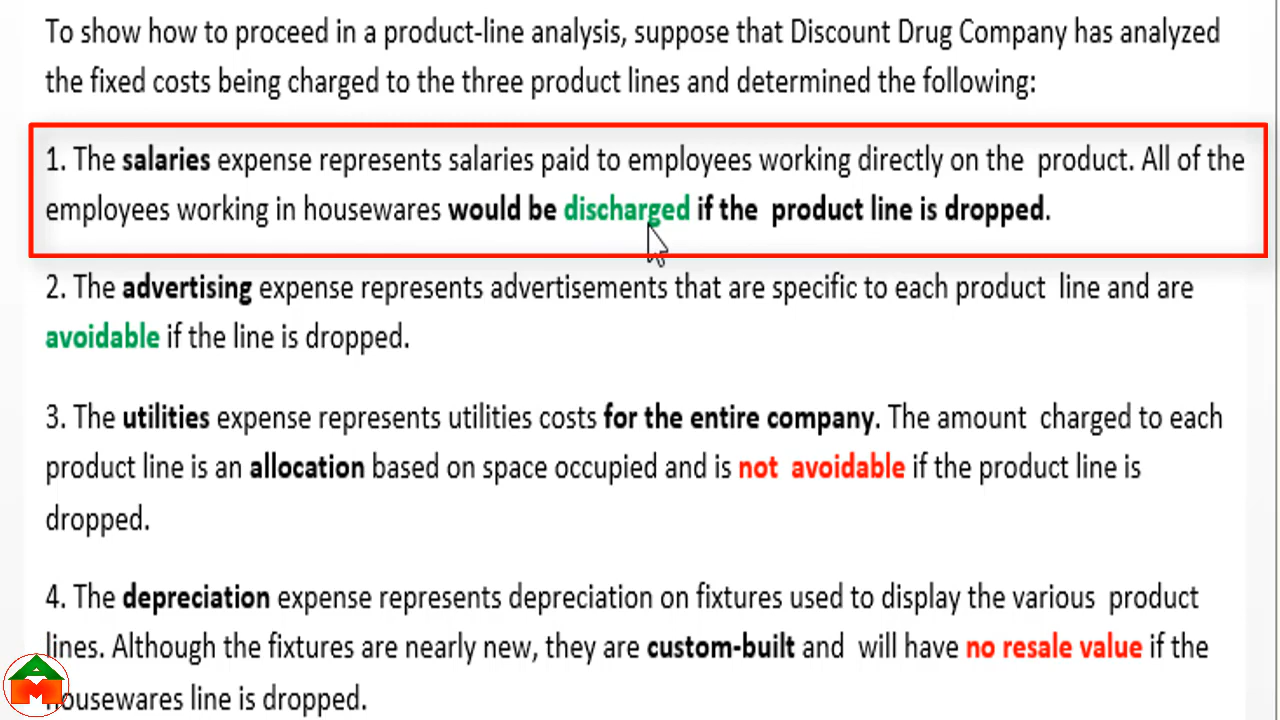 To show how to proceed in a product-line analysis, suppose that Discount Drug Company has analyzed
the fixed costs being charged to the three product lines and determined the following:
1. The salaries expense represents salaries paid to employees working directly on the product. All of the
employees working in housewares would be discharged if the product line is dropped.
2. The advertising expense represents advertisements that are specific to each product line and are
avoidable if the line is dropped.
3. The utilities expense represents utilities costs for the entire company. The amount charged to each
product line is an allocation based on space occupied and is not avoidable if the product line is
dropped.
4. The depreciation expense represents depreciation on fixtures used to display the various product
lines. Although the fixtures are nearly new, they are custom-built and will have no resale value if the
housewares line is dropped.